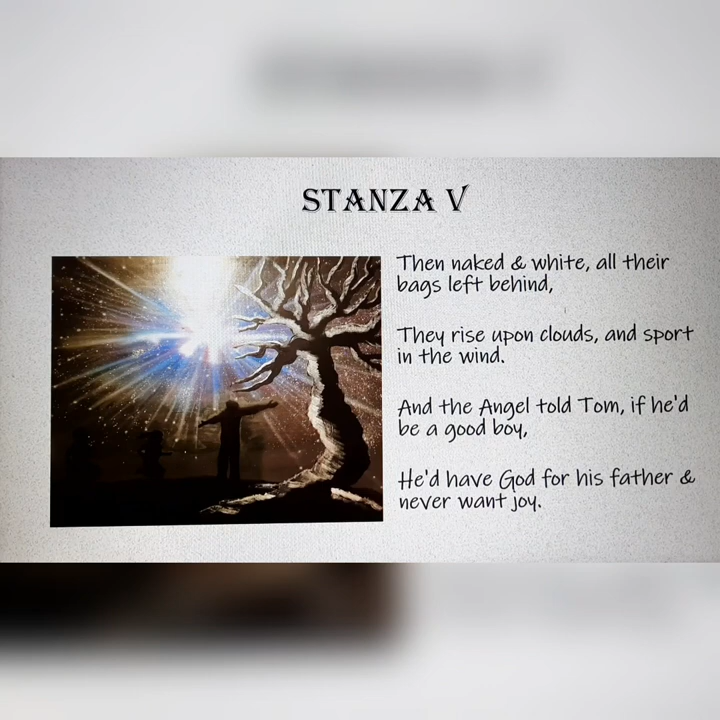 STANZA V
Then naked & white, all their
bags left behind,
They rise upon clouds, and sport
in the wind.
And the Angel told Tom, if he'd
be a good boy,
He'd have God for his father &
never want joy.